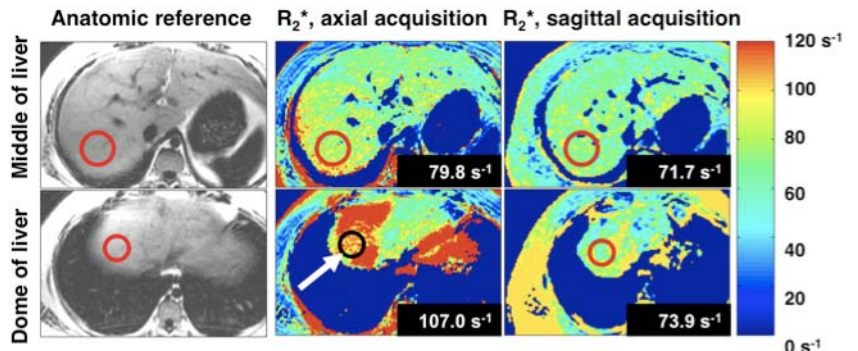 Anatomic reference R₂*, axial acquisition R₂*, sagittal acquisition
Middle of liver
79.8 s⁻¹
71.7 s⁻¹
Dome of liver
107.0 s⁻¹
73.9 s⁻¹
120 s⁻¹
100
80
60
40
20
0 s⁻¹